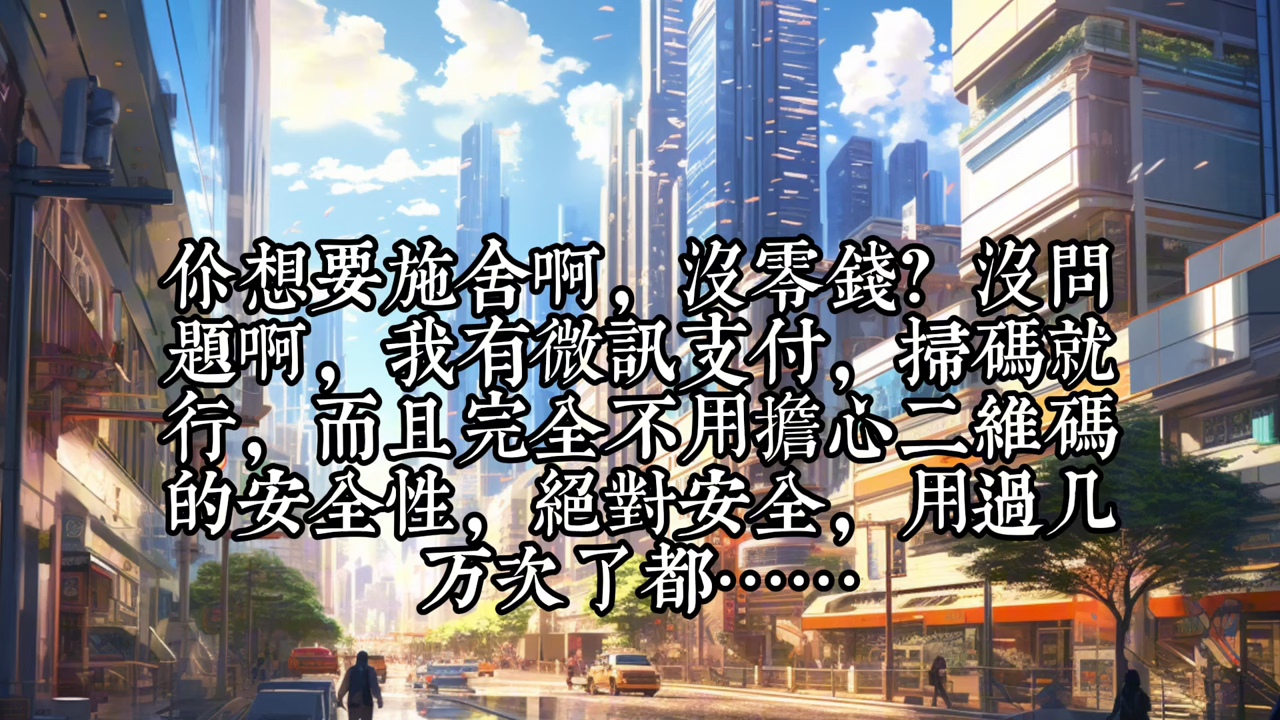 伱想要施舍啊，沒零錢？沒問
題啊，我有微訊支付，掃碼就
行，而且完全不用擔心二維碼
的安全性，絕對安全，用過几
万次了都……